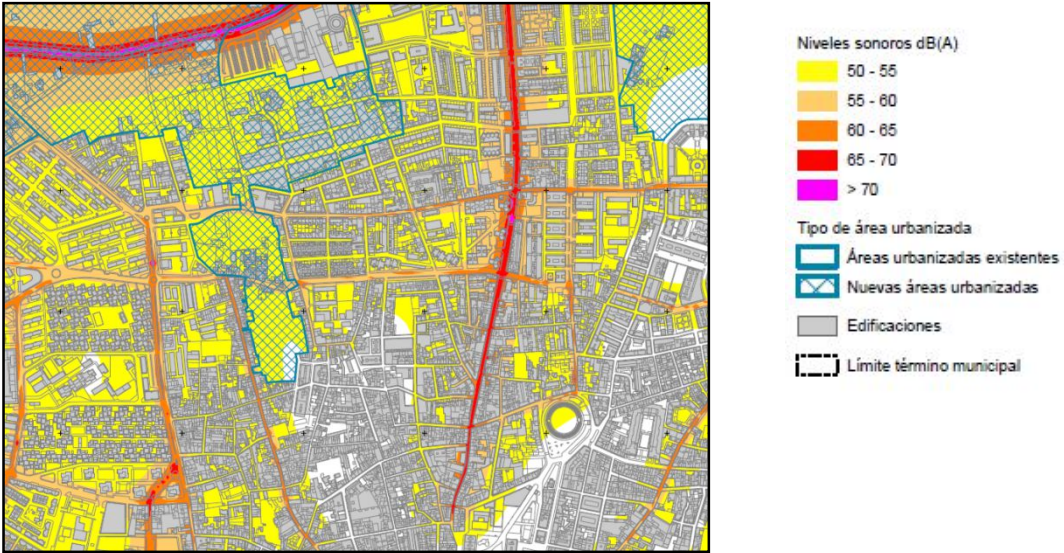 Niveles sonoros dB(A)
50 - 55
55 - 60
60 - 65
65 - 70
> 70
Tipo de área urbanizada
Áreas urbanizadas existentes
Nuevas áreas urbanizadas
Edificaciones
Límite término municipal